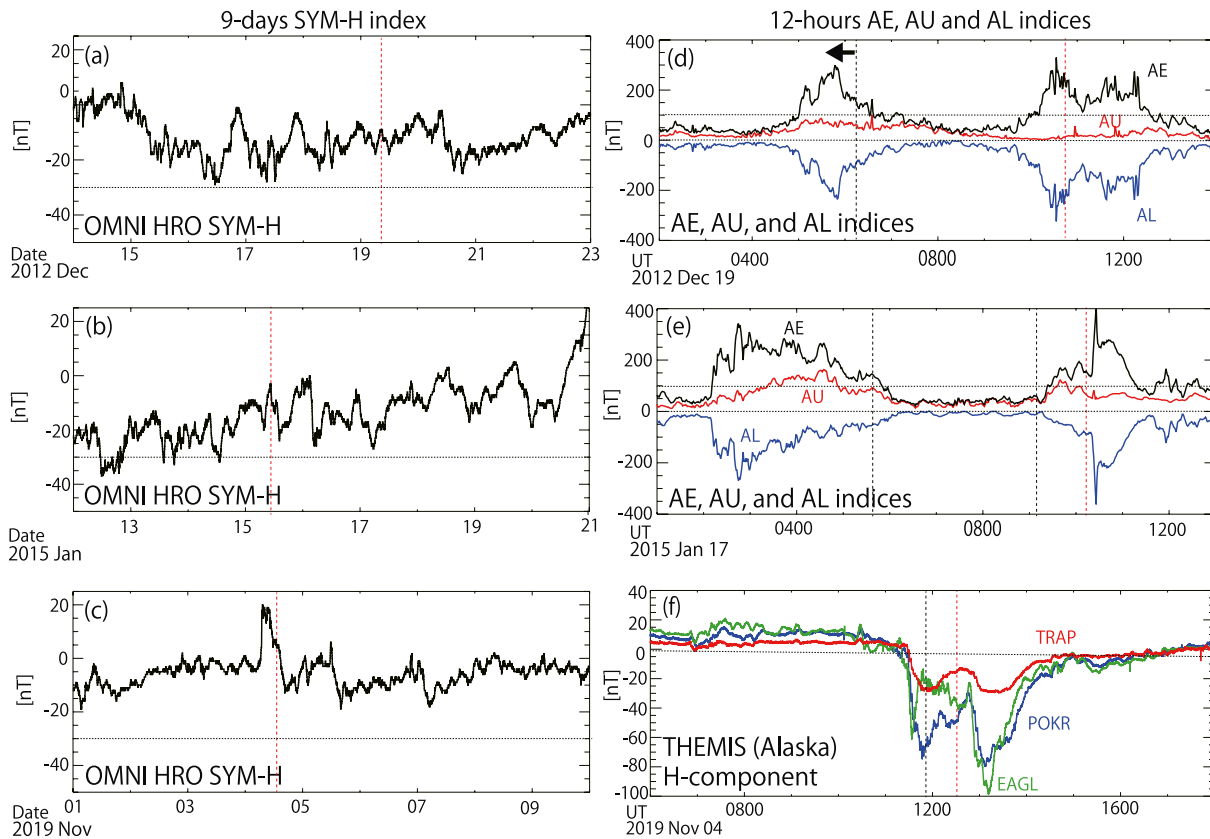 9-days SYM-H index
12-hours AE, AU and AL indices
(a)
20
0
-20
-40
[nT]
OMNI HRO SYM-H
15 17 19 21 23
Date
2012 Dec
(d)
400
200
0
-200
-400
[nT]
AE
AU
AL
AE, AU, and AL indices
0400 0800 1200
UT
2012 Dec 19
(b)
25
0
-20
-30
-50
[nT]
OMNI HRO SYM-H
13 15 17 19 21
Date
2015 Jan
(e)
400
200
0
-200
-400
[nT]
AE
AU
AL
AE, AU, and AL indices
0400 0800 1200
UT
2015 Jan 17
(c)
20
0
-20
-30
-50
[nT]
OMNI HRO SYM-H
01 03 05 07 09
Date
2019 Nov
(f)
40
20
0
-20
-40
-60
-80
-100
[nT]
TRAP
POKR
EAGL
THEMIS (Alaska)
H-component
0800 1200 1600
UT
2019 Nov 04